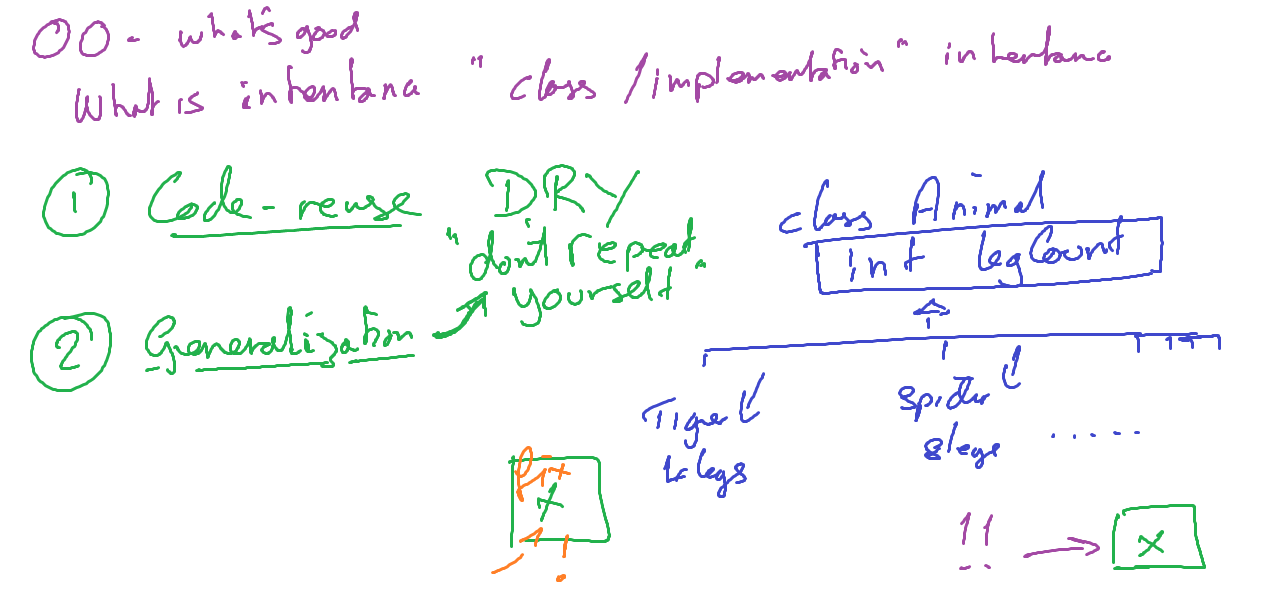 OO - what's good
What is inheritance "class/implementation" inheritance
1 Code-reuse DRY
"don't repeat
yourself"
2 Generalization
class Animal
int legCount
Tiger
4 legs
Spider
8 legs .....
fix
x
!
!! → x